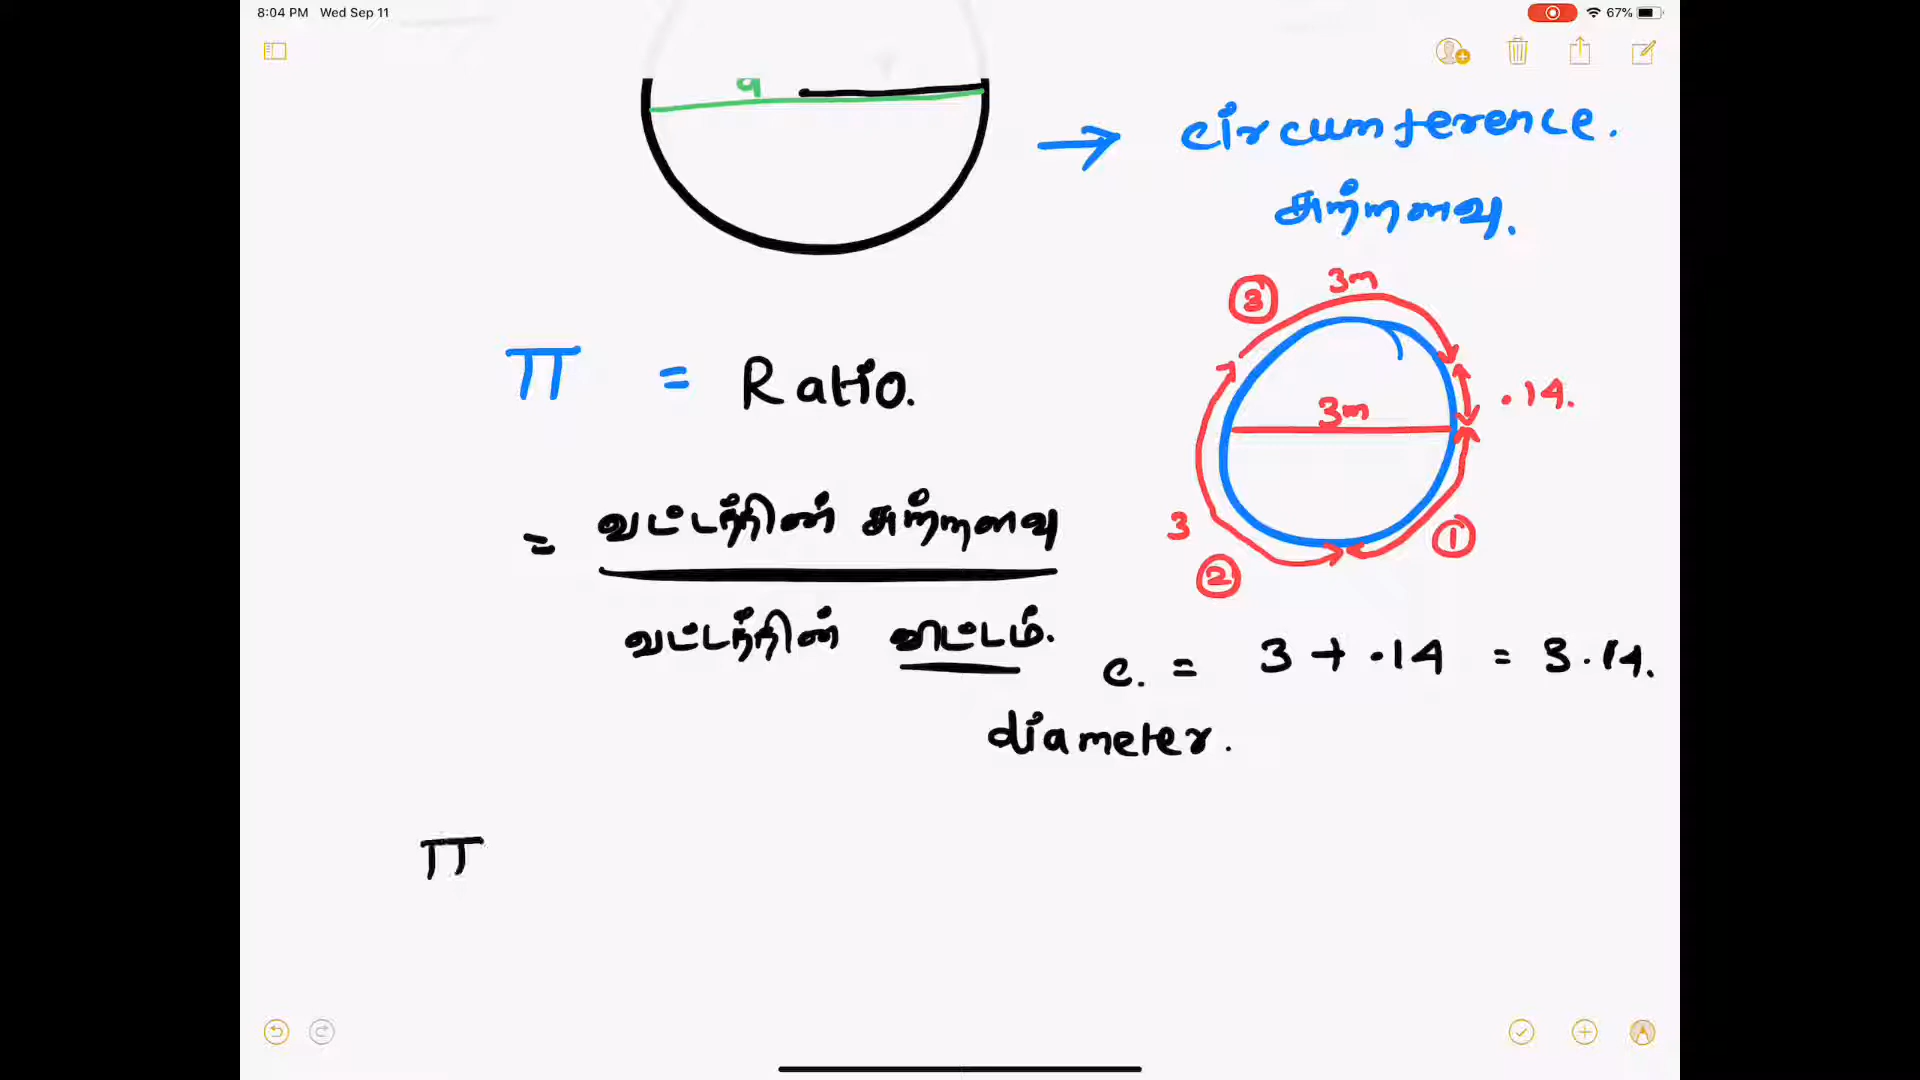 8:04 PM Wed Sep 11
67%
circumference.
சுற்றளவு.
3m
3
3m
.14.
π = Ratio.
= வட்டத்தின் சுற்றளவு
வட்டத்தின் விட்டம்.
3
2
1
c. = 3 + .14 = 3.14.
diameter.
π